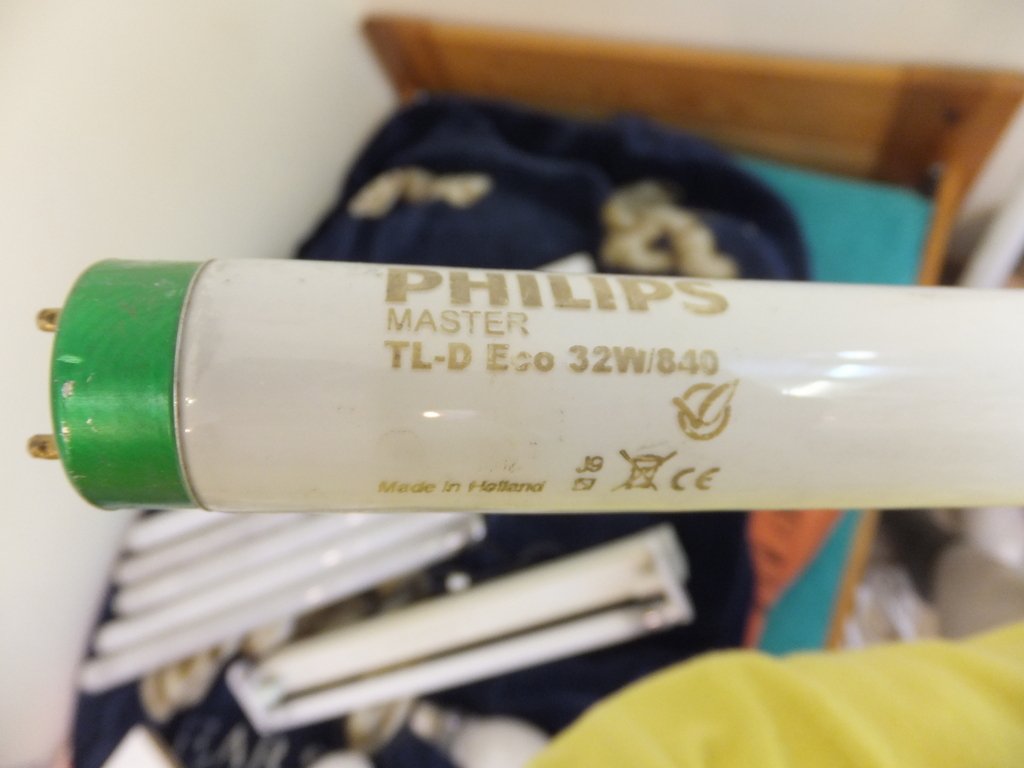 PHILIPS
MASTER
TL-D Eco 32W/840
J9
CE
Made in Holland